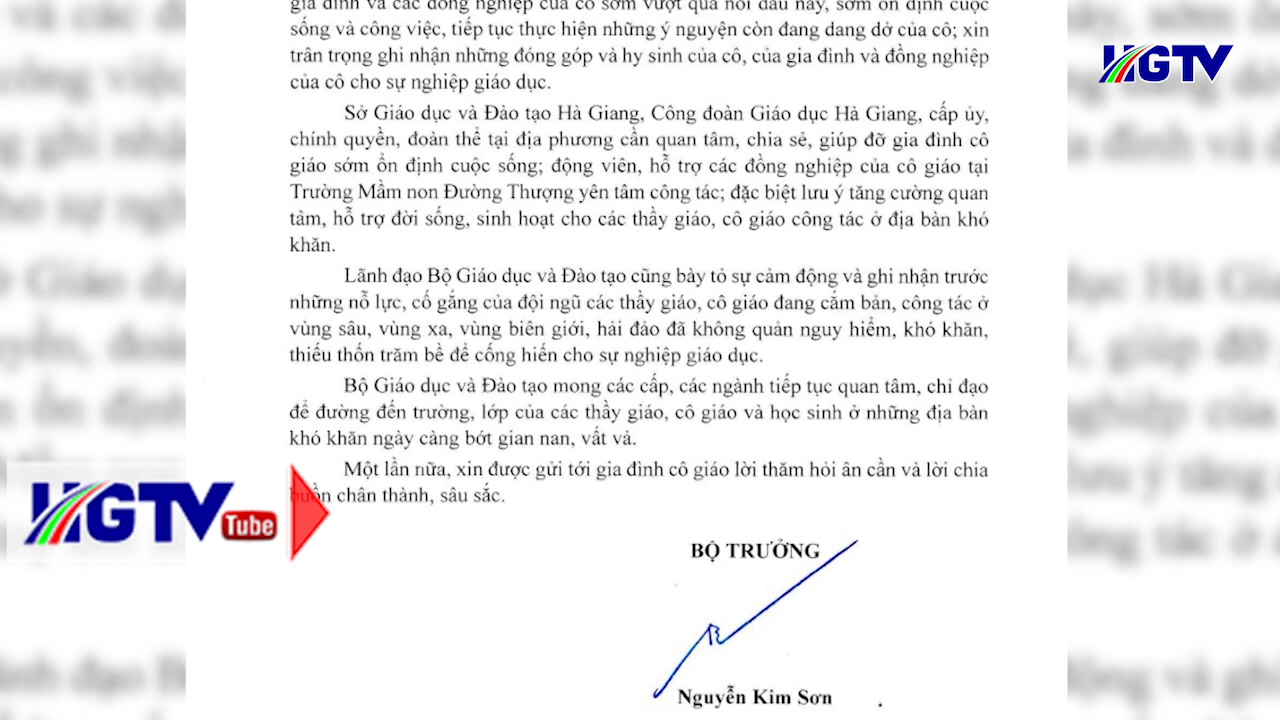 gia đình và các đồng nghiệp của cô sớm vượt qua nỗi đau này, sớm ổn định cuộc
sống và công việc, tiếp tục thực hiện những ý nguyện còn đang dang dở của cô; xin
trân trọng ghi nhận những đóng góp và hy sinh của cô, của gia đình và đồng nghiệp
của cô cho sự nghiệp giáo dục.
Sở Giáo dục và Đào tạo Hà Giang, Công đoàn Giáo dục Hà Giang, cấp ủy,
chính quyền, đoàn thể tại địa phương cần quan tâm, chia sẻ, giúp đỡ gia đình cô
giáo sớm ổn định cuộc sống; động viên, hỗ trợ các đồng nghiệp của cô giáo tại
Trường Mầm non Đường Thượng yên tâm công tác; đặc biệt lưu ý tăng cường quan
tâm, hỗ trợ đời sống, sinh hoạt cho các thầy giáo, cô giáo công tác ở địa bàn khó
khăn.
Lãnh đạo Bộ Giáo dục và Đào tạo cũng bày tỏ sự cảm động và ghi nhận trước
những nỗ lực, cố gắng của đội ngũ các thầy giáo, cô giáo đang cắm bản, công tác ở
vùng sâu, vùng xa, vùng biên giới, hải đảo đã không quản nguy hiểm, khó khăn,
thiếu thốn trăm bề để cống hiến cho sự nghiệp giáo dục.
Bộ Giáo dục và Đào tạo mong các cấp, các ngành tiếp tục quan tâm, chỉ đạo
để đường đến trường, lớp của các thầy giáo, cô giáo và học sinh ở những địa bàn
khó khăn ngày càng bớt gian nan, vất vả.
Một lần nữa, xin được gửi tới gia đình cô giáo lời thăm hỏi ân cần và lời chia
buồn chân thành, sâu sắc.
BỘ TRƯỞNG
Nguyễn Kim Sơn
HGTV
HGTV Tube